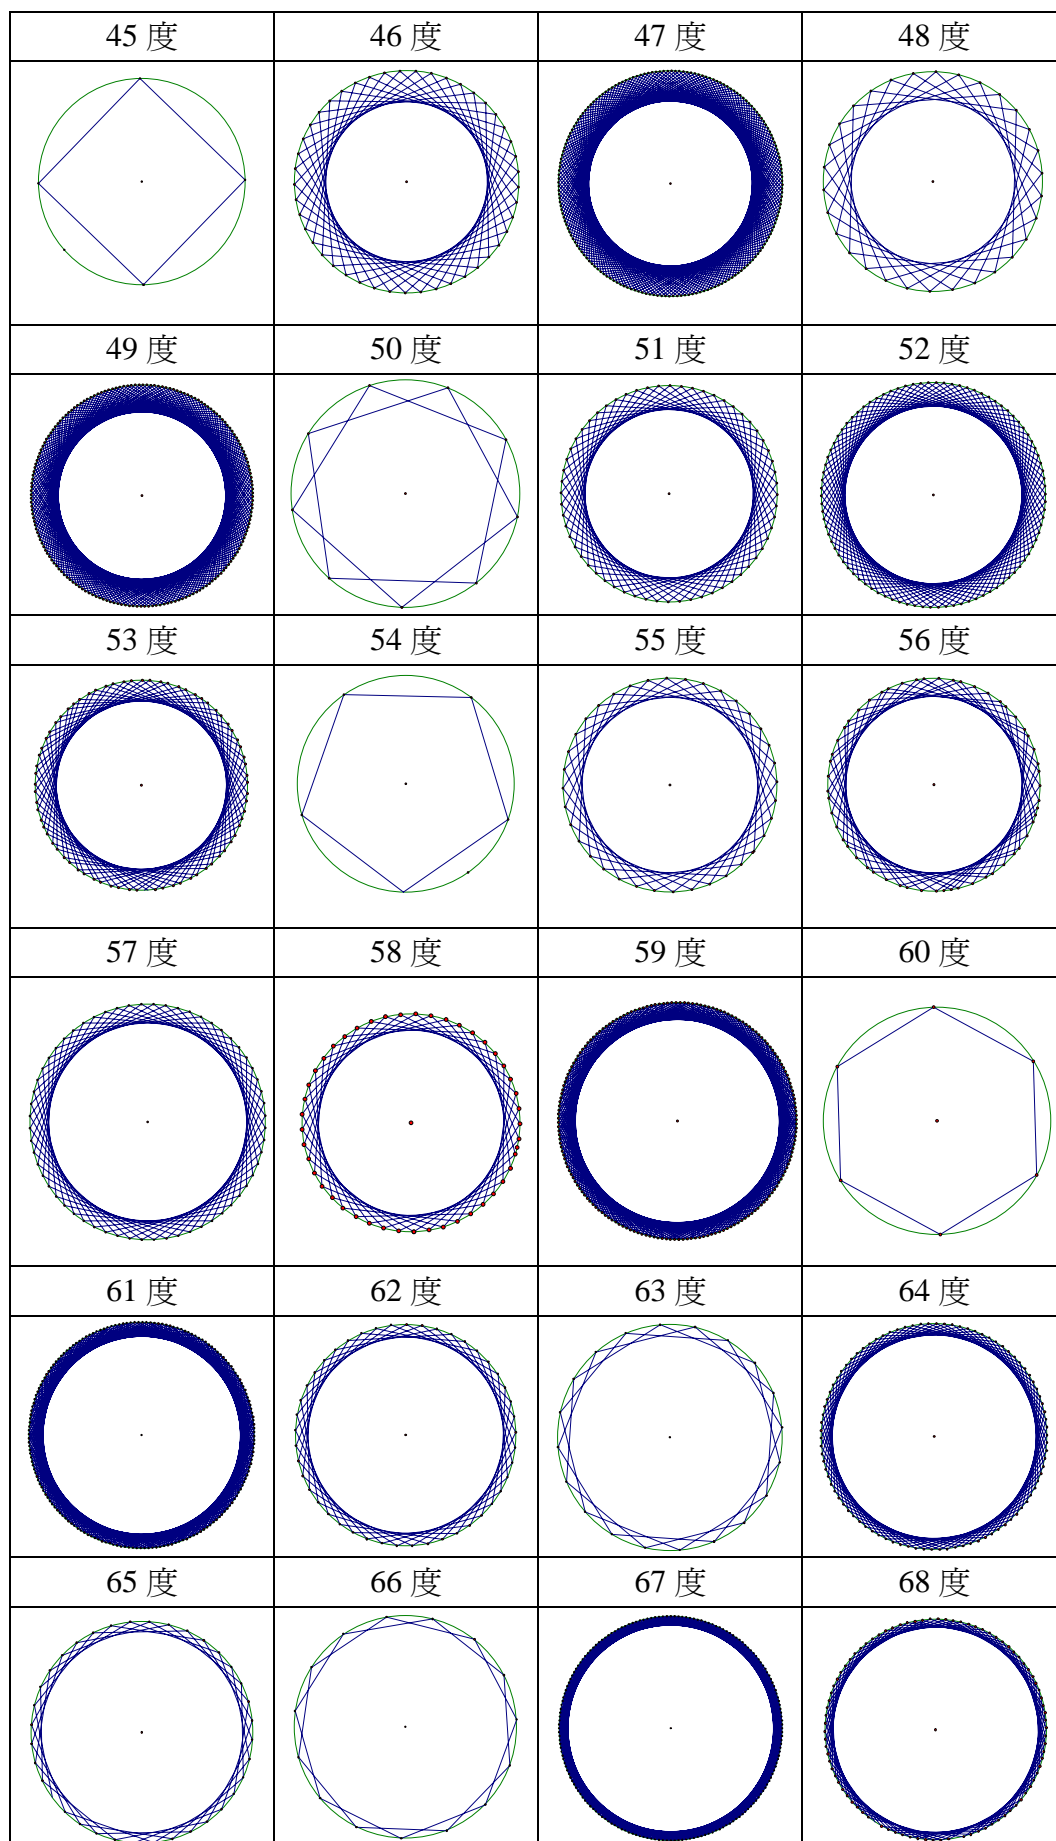 45 度 46 度 47 度 48 度
49 度 50 度 51 度 52 度
53 度 54 度 55 度 56 度
57 度 58 度 59 度 60 度
61 度 62 度 63 度 64 度
65 度 66 度 67 度 68 度